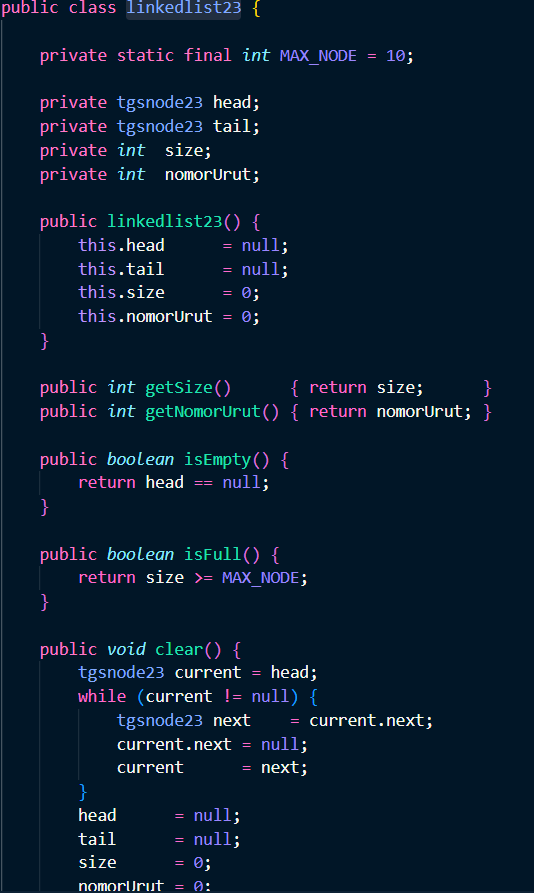 public class linkedlist23 {
private static final int MAX_NODE = 10;
private tgsnode23 head;
private tgsnode23 tail;
private int  size;
private int  nomorUrut;
public linkedlist23() {
this.head      = null;
this.tail      = null;
this.size      = 0;
this.nomorUrut = 0;
}
public int getSize()      { return size;      }
public int getNomorUrut() { return nomorUrut; }
public boolean isEmpty() {
return head == null;
}
public boolean isFull() {
return size >= MAX_NODE;
}
public void clear() {
tgsnode23 current = head;
while (current != null) {
tgsnode23 next    = current.next;
current.next = null;
current      = next;
}
head      = null;
tail      = null;
size      = 0;
nomorUrut = 0;